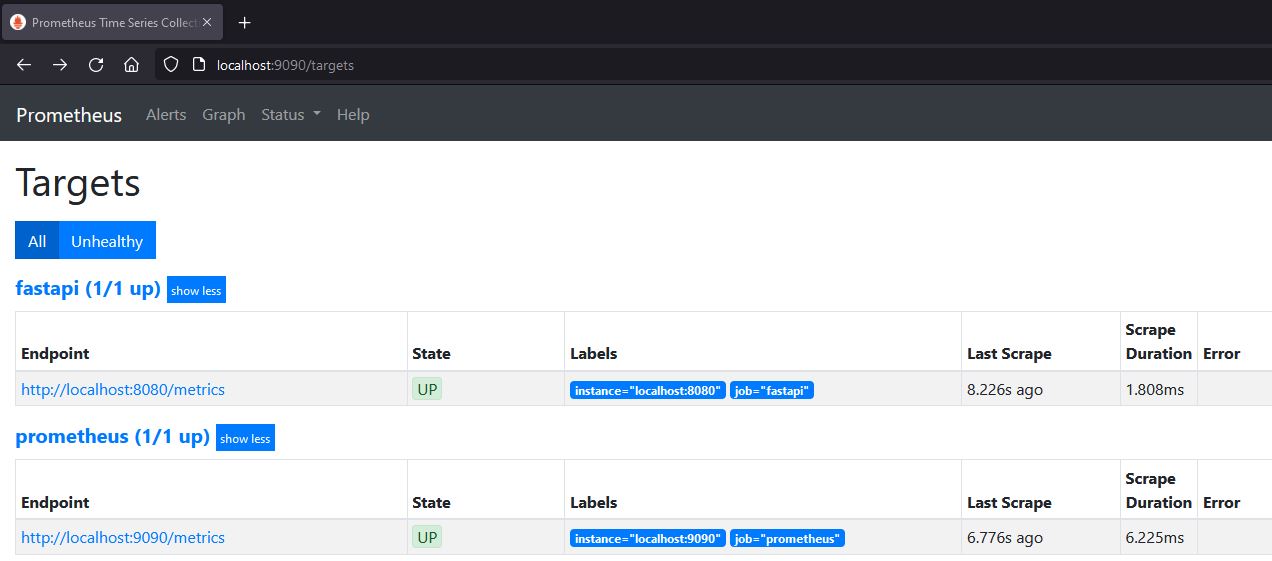 Prometheus Time Series Collecti
localhost:9090/targets
Prometheus Alerts Graph Status Help
Targets
All Unhealthy
fastapi (1/1 up) show less
Endpoint State Labels Last Scrape Scrape Duration Error
http://localhost:8080/metrics UP instance="localhost:8080" job="fastapi" 8.226s ago 1.808ms
prometheus (1/1 up) show less
Endpoint State Labels Last Scrape Scrape Duration Error
http://localhost:9090/metrics UP instance="localhost:9090" job="prometheus" 6.776s ago 6.225ms